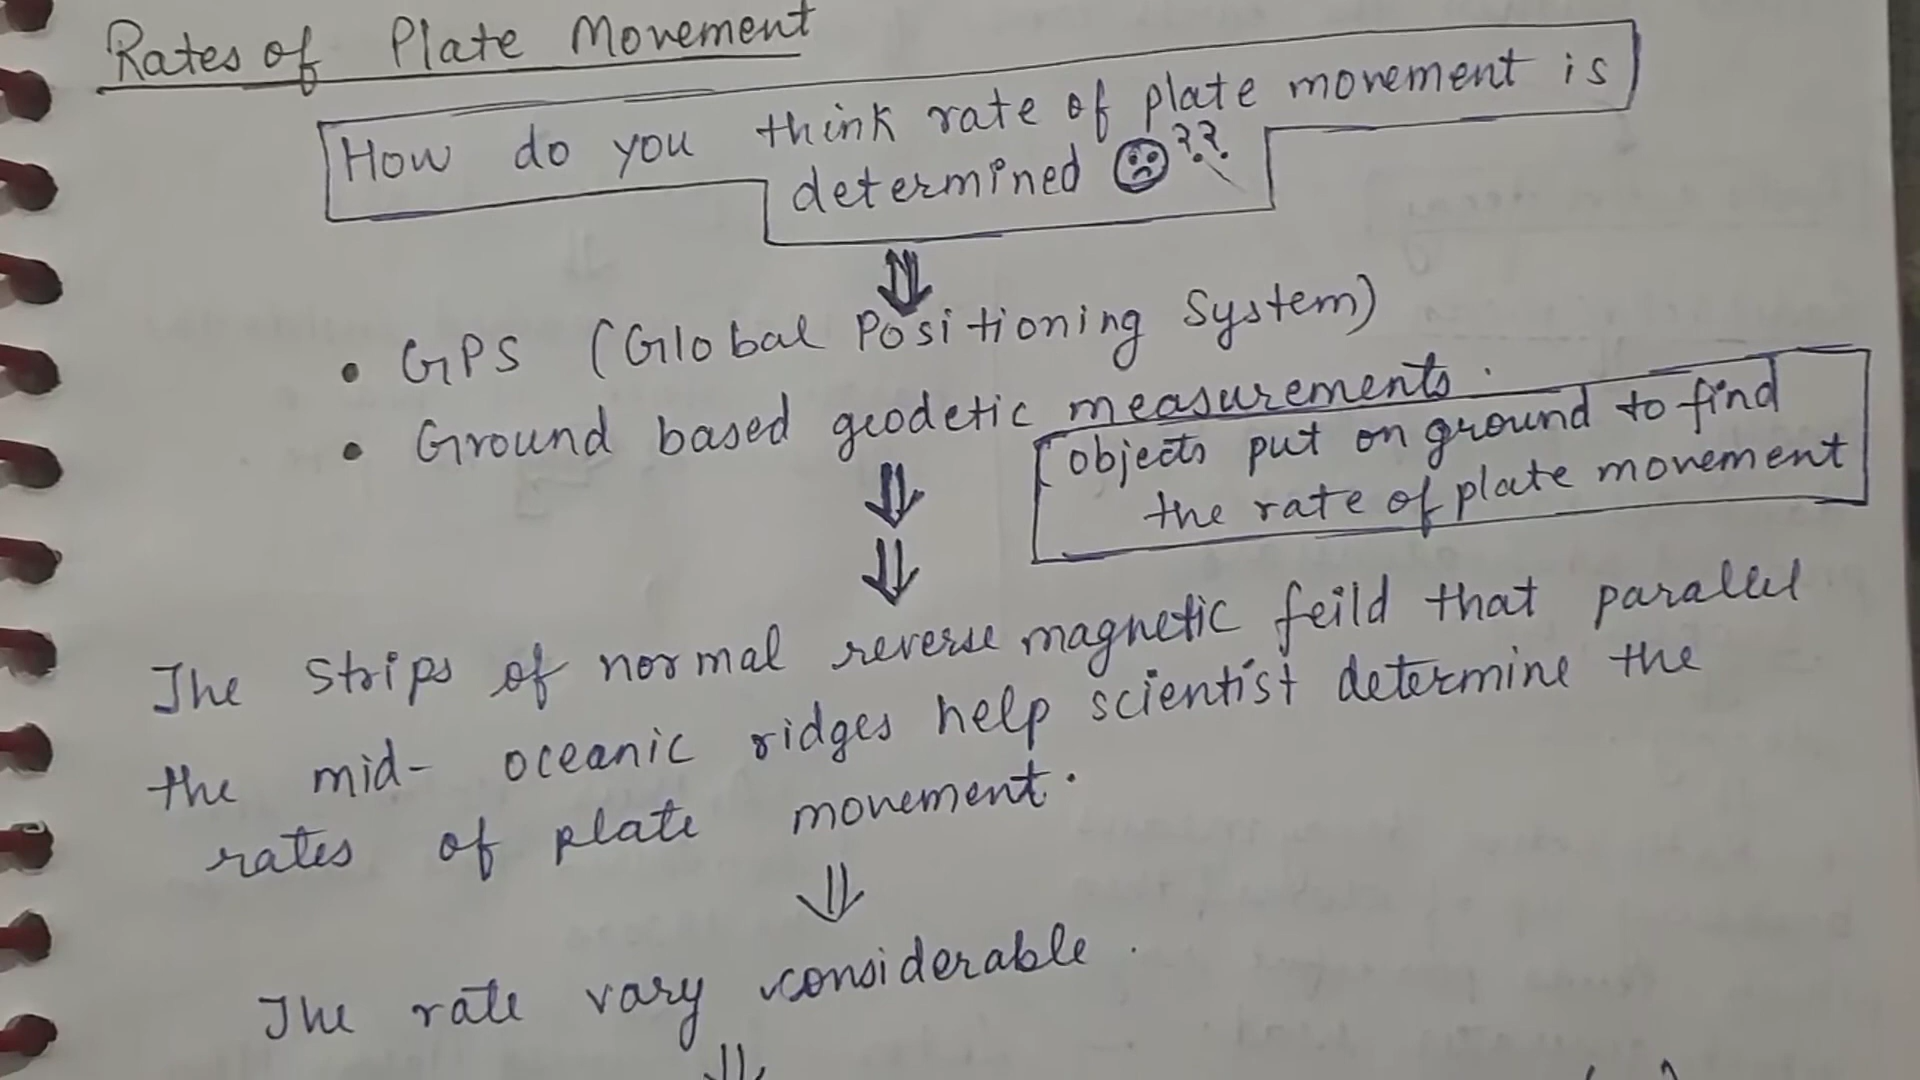 Rates of Plate Movement
How do you think rate of plate movement is
determined ??
• GPS (Global Positioning System)
• Ground based geodetic measurements.
objects put on ground to find
the rate of plate movement
The strips of normal reverse magnetic feild that parallel
the mid- oceanic ridges help scientist determine the
rates of plate movement.
The rate vary considerable.